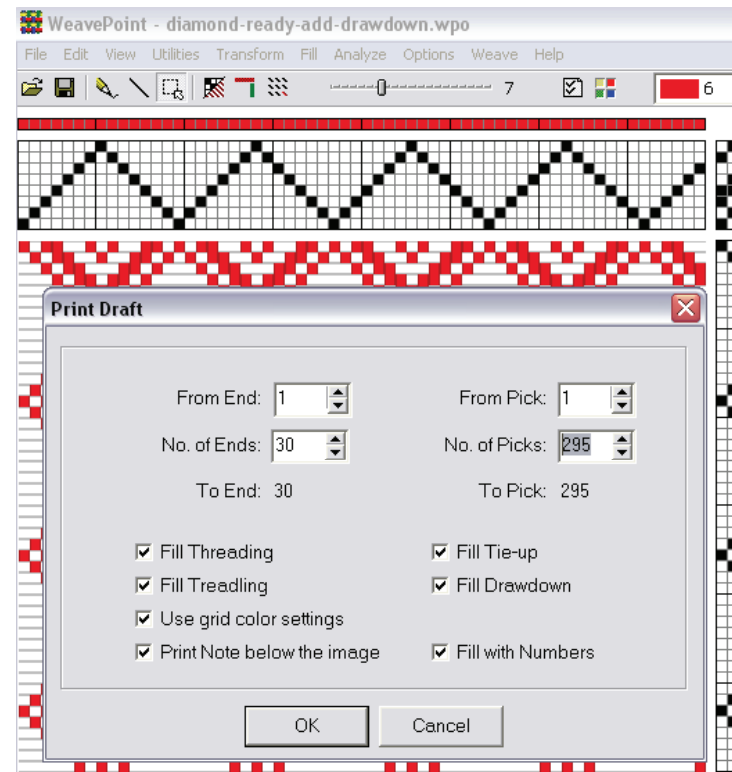 WeavePoint - diamond-ready-add-drawdown.wpo
File Edit View Utilities Transform Fill Analyze Options Weave Help
7 6
Print Draft
From End: 1 From Pick: 1
No. of Ends: 30 No. of Picks: 295
To End: 30 To Pick: 295
Fill Threading Fill Tie-up
Fill Treadling Fill Drawdown
Use grid color settings
Print Note below the image Fill with Numbers
OK Cancel